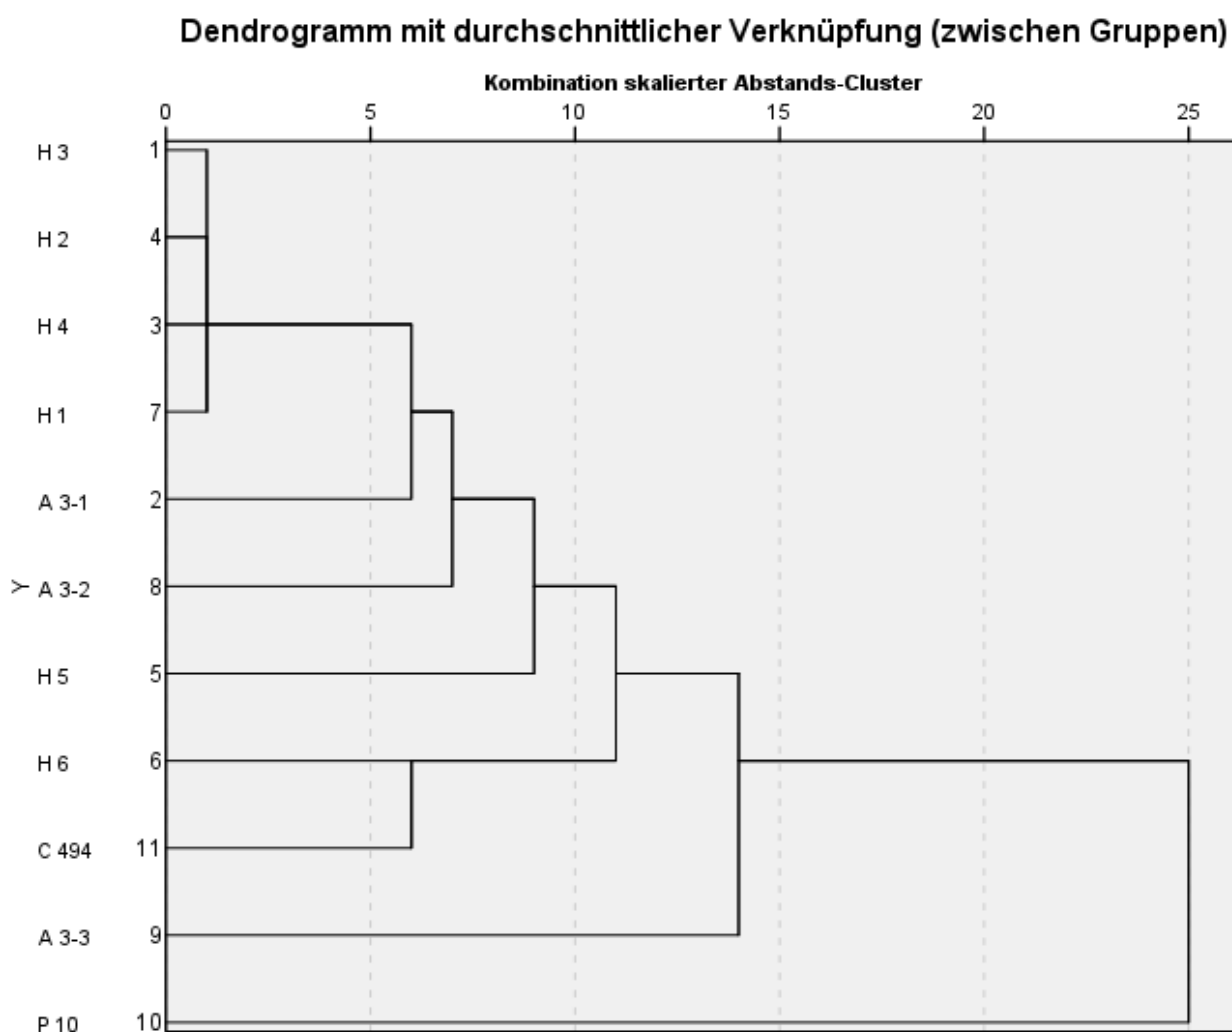 Dendrogramm mit durchschnittlicher Verknüpfung (zwischen Gruppen)
Kombination skalierter Abstands-Cluster
0 5 10 15 20 25
H 3 1
H 2 4
H 4 3
H 1 7
A 3-1 2
Y
A 3-2 8
H 5 5
H 6 6
C 494 11
A 3-3 9
P 10 10